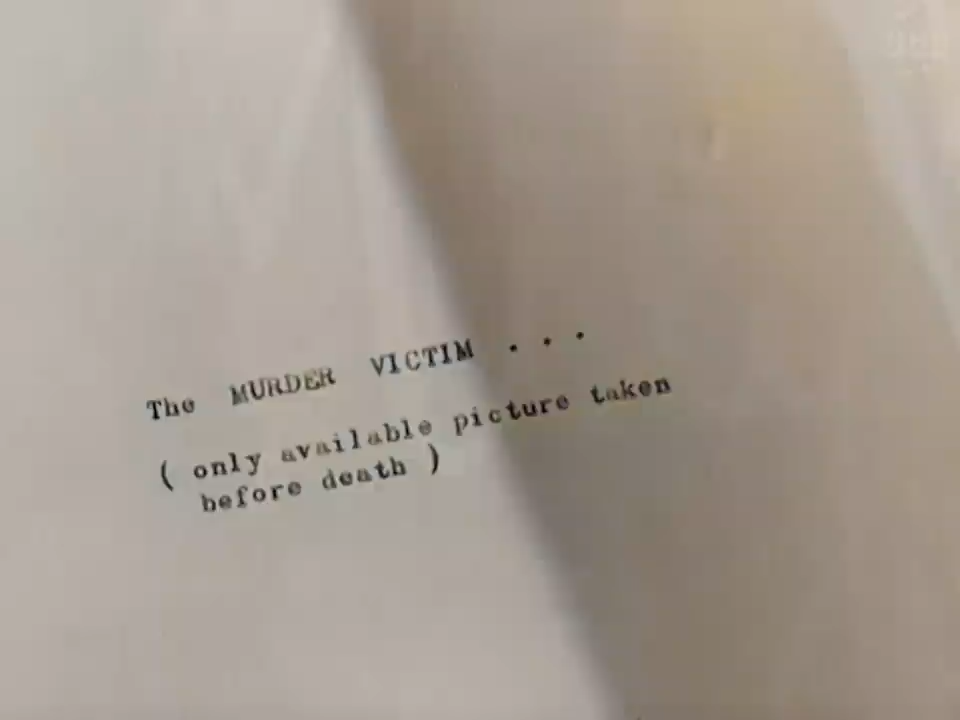 The MURDER VICTIM . . .
( only available picture taken
before death )